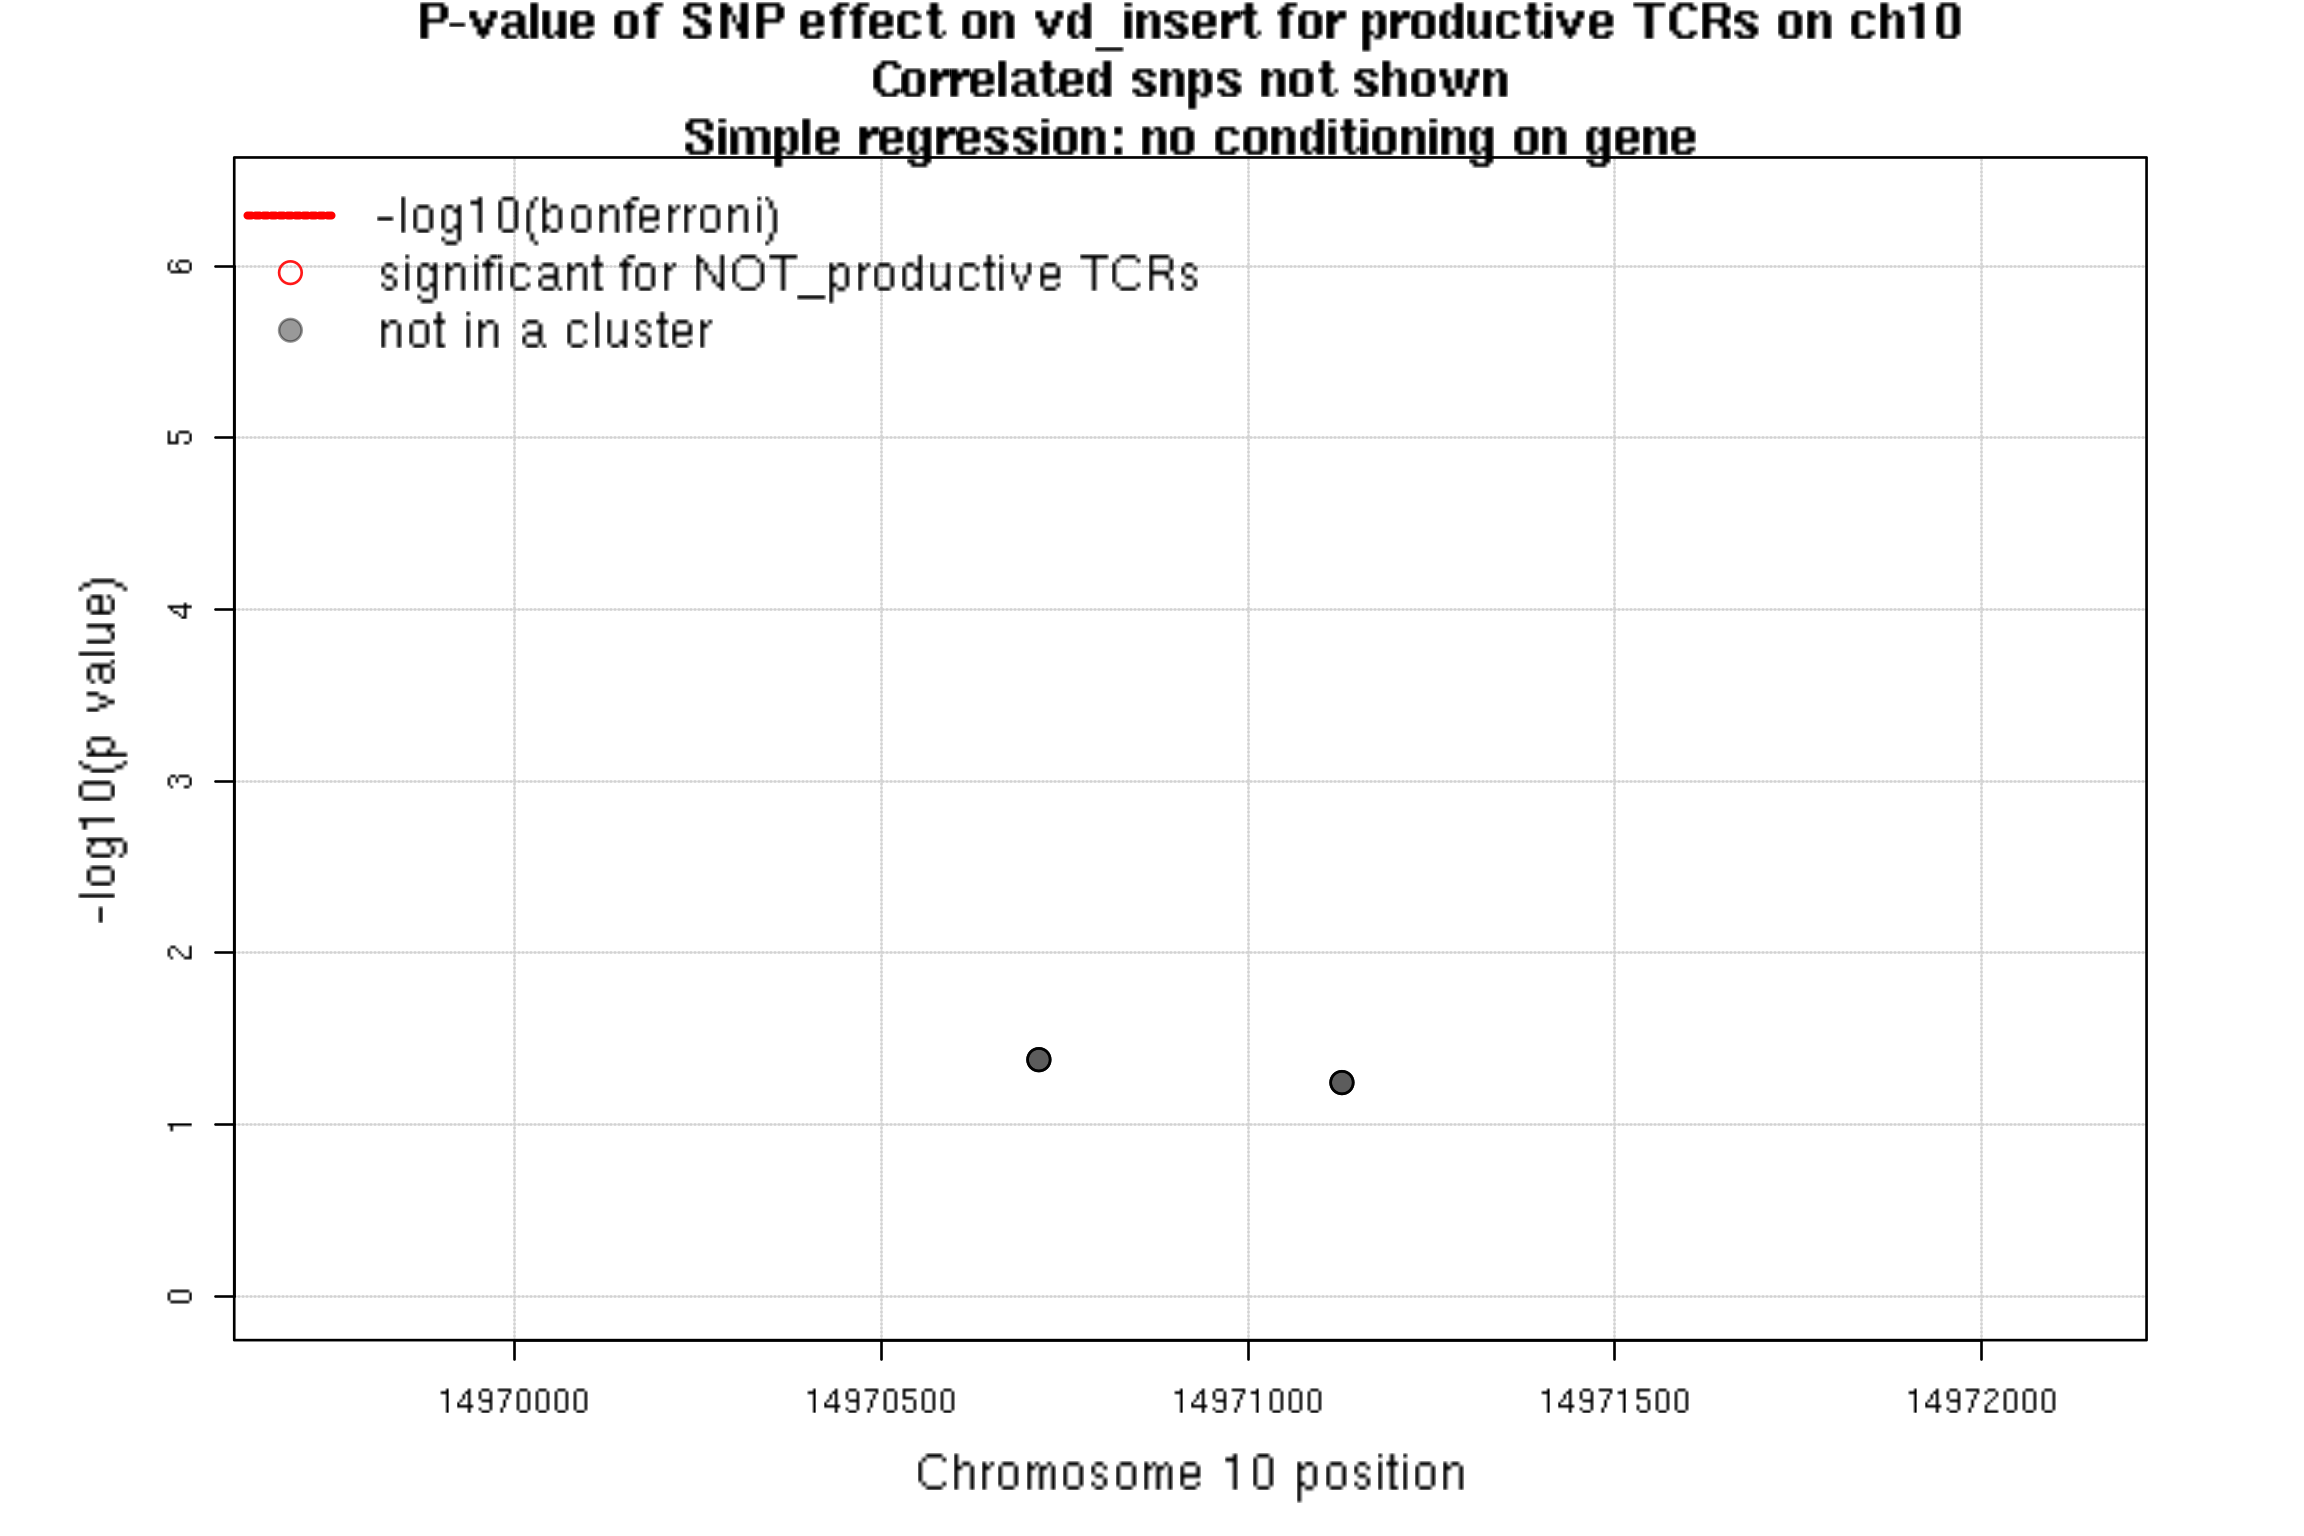 P-value of SNP effect on vd_insert for productive TCRs on ch10
Correlated snps not shown
Simple regression: no conditioning on gene
-log10(bonferroni)
significant for NOT_productive TCRs
not in a cluster
6
5
4
3
2
1
0
-log10(p value)
14970000 14970500 14971000 14971500 14972000
Chromosome 10 position